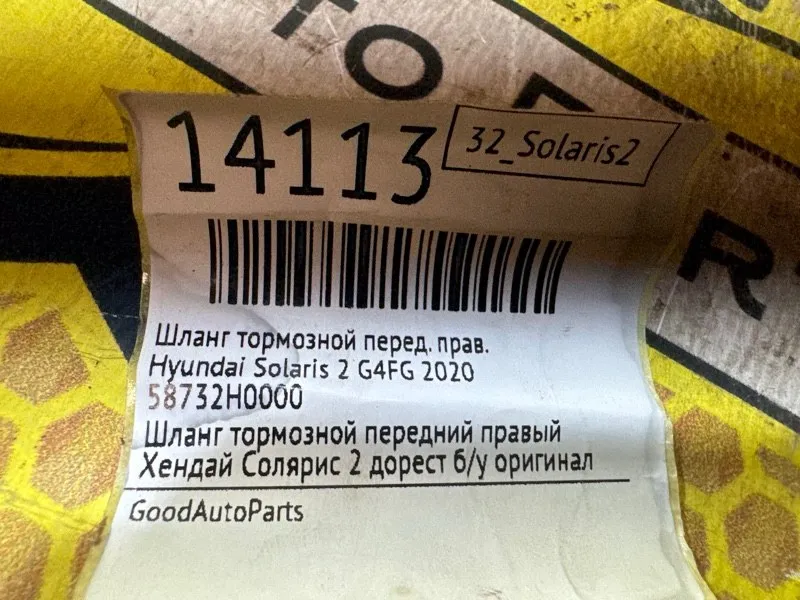 TO
R
14113
32_Solaris2
Шланг тормозной перед. прав.
Hyundai Solaris 2 G4FG 2020
58732H0000
Шланг тормозной передний правый
Хендай Солярис 2 дорест б/у оригинал
GoodAutoParts